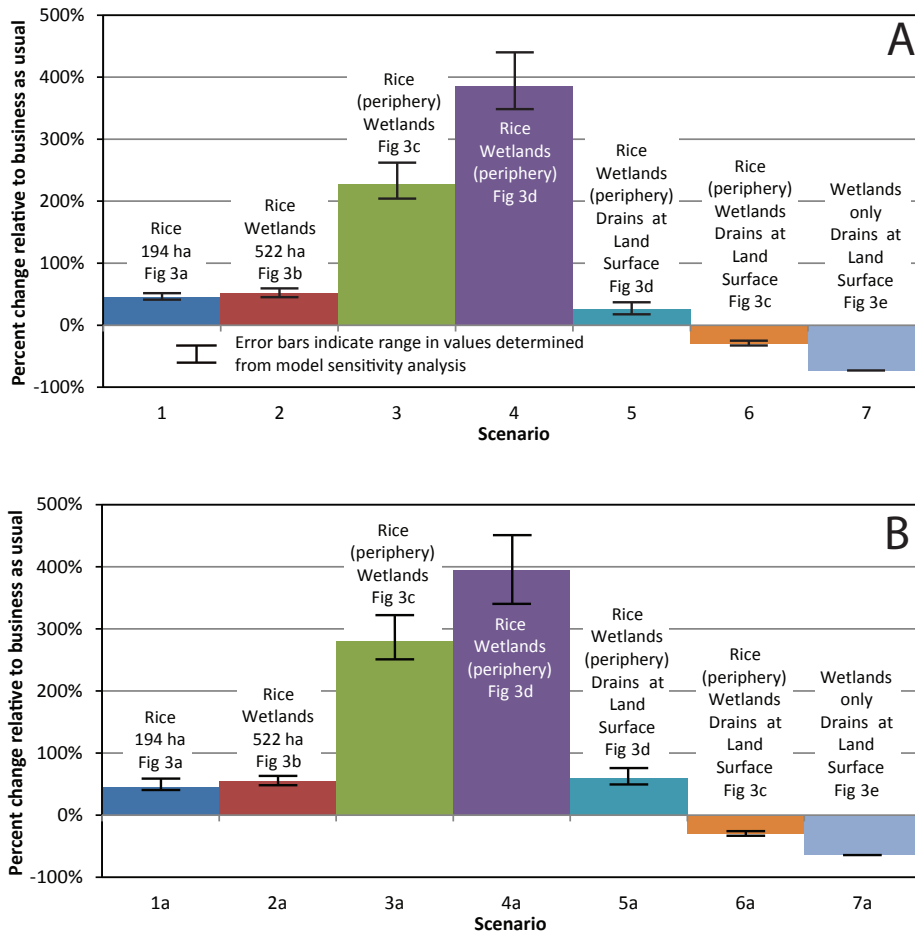 500%
400%
300%
200%
100%
0%
-100%
Percent change relative to business as usual
A
Rice
194 ha
Fig 3a
Rice
Wetlands
522 ha
Fig 3b
Rice
(periphery)
Wetlands
Fig 3c
Rice
Wetlands
(periphery)
Fig 3d
Rice
Wetlands
(periphery)
Drains at
Land
Surface
Fig 3d
Rice
(periphery)
Wetlands
Drains at
Land
Surface
Fig 3c
Wetlands
only
Drains at
Land
Surface
Fig 3e
Error bars indicate range in values determined
from model sensitivity analysis
1 2 3 4 5 6 7
Scenario
500%
400%
300%
200%
100%
0%
-100%
Percent change relative to business as usual
B
Rice
194 ha
Fig 3a
Rice
Wetlands
522 ha
Fig 3b
Rice
(periphery)
Wetlands
Fig 3c
Rice
Wetlands
(periphery)
Fig 3d
Rice
Wetlands
(periphery)
Drains at
Land
Surface
Fig 3d
Rice
(periphery)
Wetlands
Drains at
Land
Surface
Fig 3c
Wetlands
only
Drains at
Land
Surface
Fig 3e
1a 2a 3a 4a 5a 6a 7a
Scenario